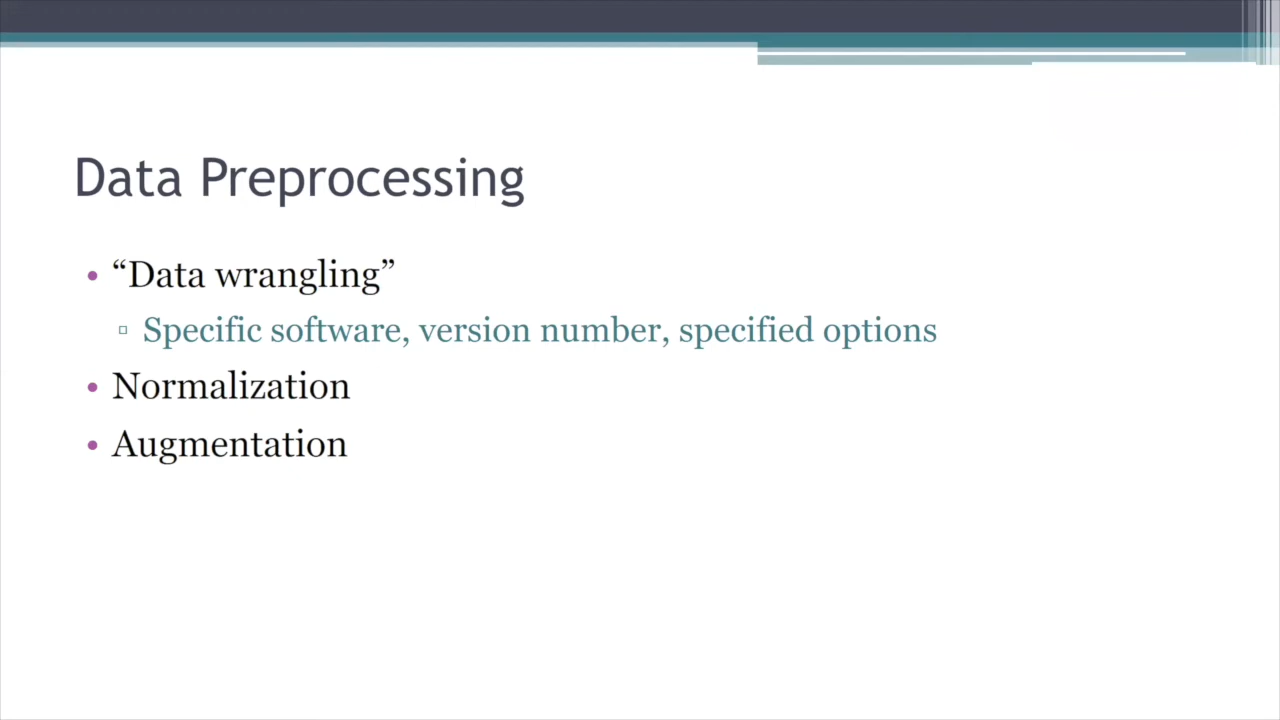 Data Preprocessing
• “Data wrangling”
▫ Specific software, version number, specified options
• Normalization
• Augmentation